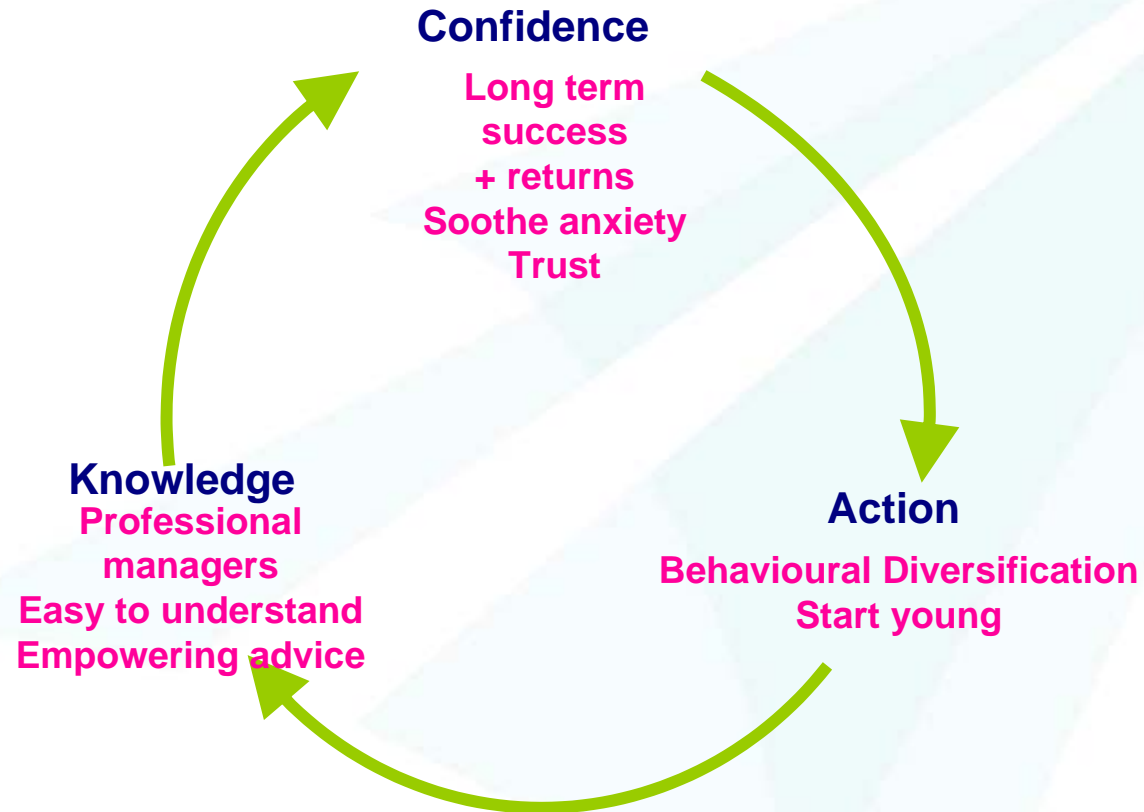 Confidence
Long term
success
+ returns
Soothe anxiety
Trust
Knowledge
Professional
managers
Easy to understand
Empowering advice
Action
Behavioural Diversification
Start young